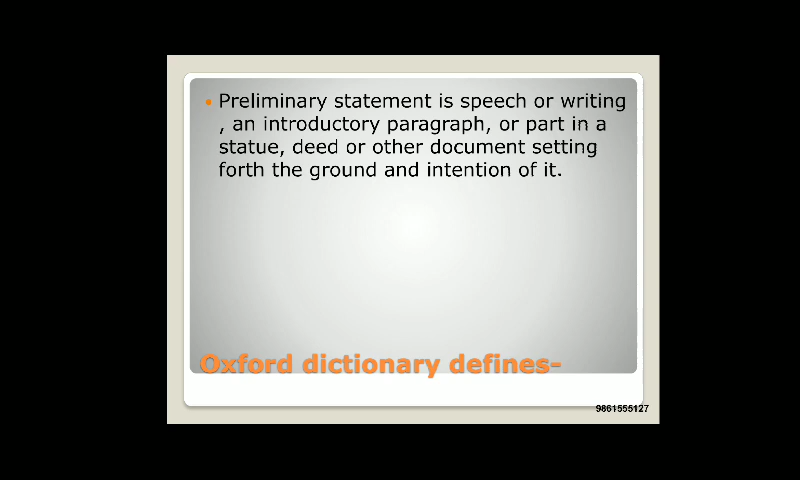 Preliminary statement is speech or writing
, an introductory paragraph, or part in a
statue, deed or other document setting
forth the ground and intention of it.
Oxford dictionary defines-
9861555127